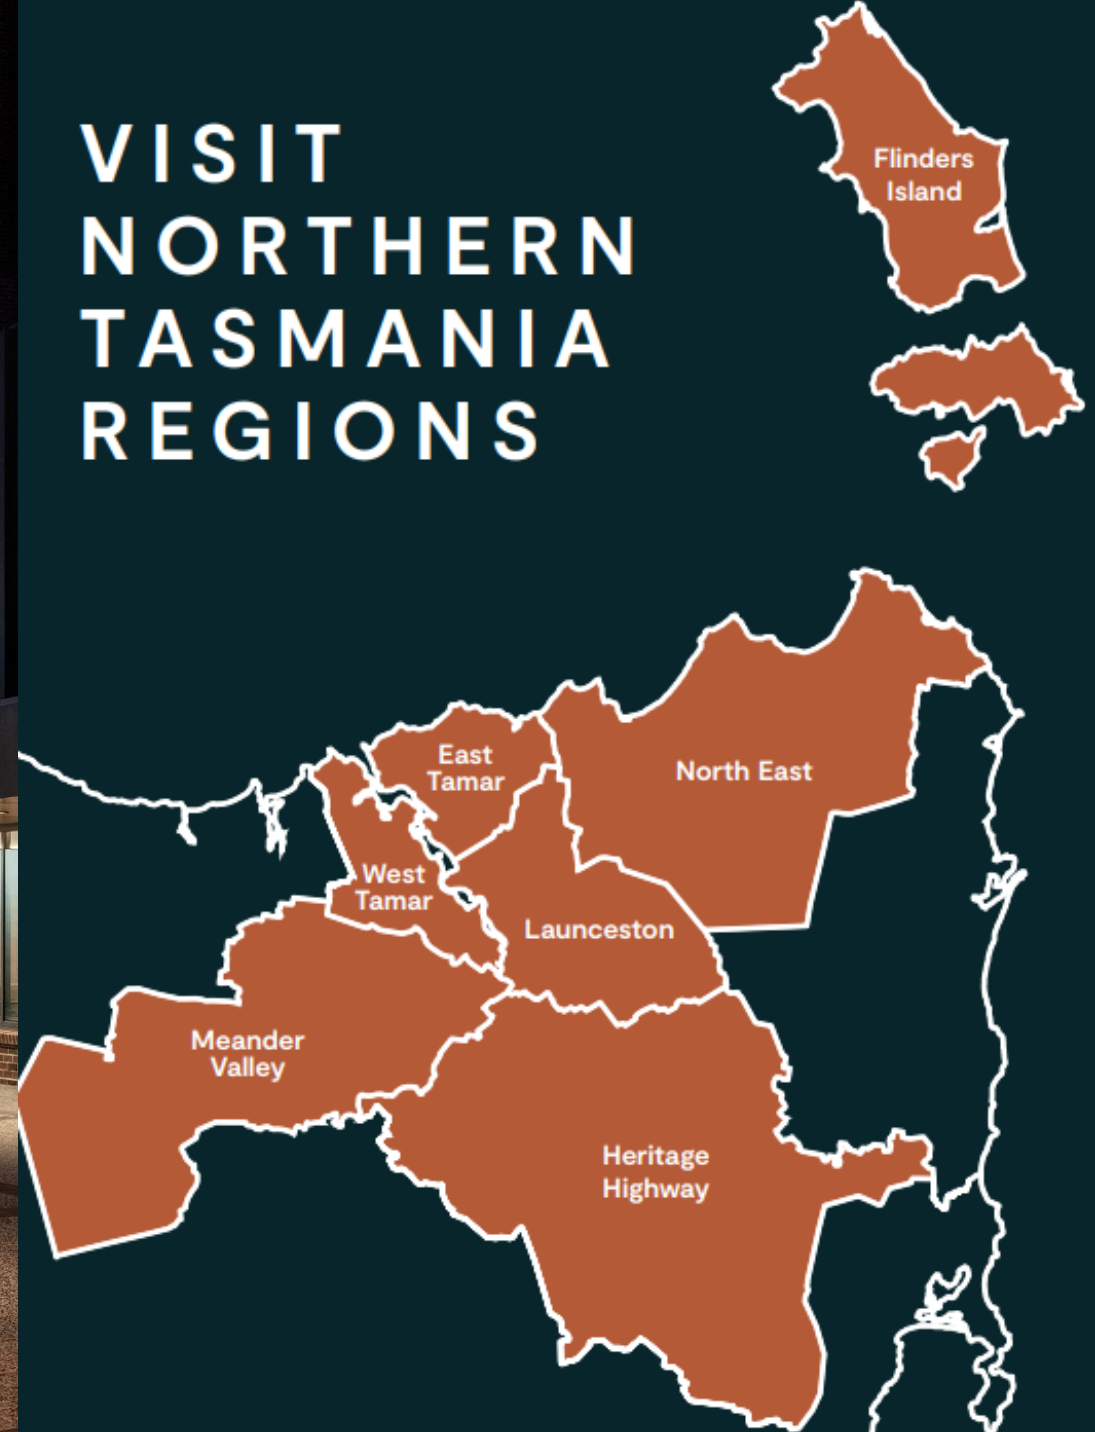 VISIT
NORTHERN
TASMANIA
REGIONS
Flinders
Island
East
Tamar
North East
West
Tamar
Launceston
Meander
Valley
Heritage
Highway